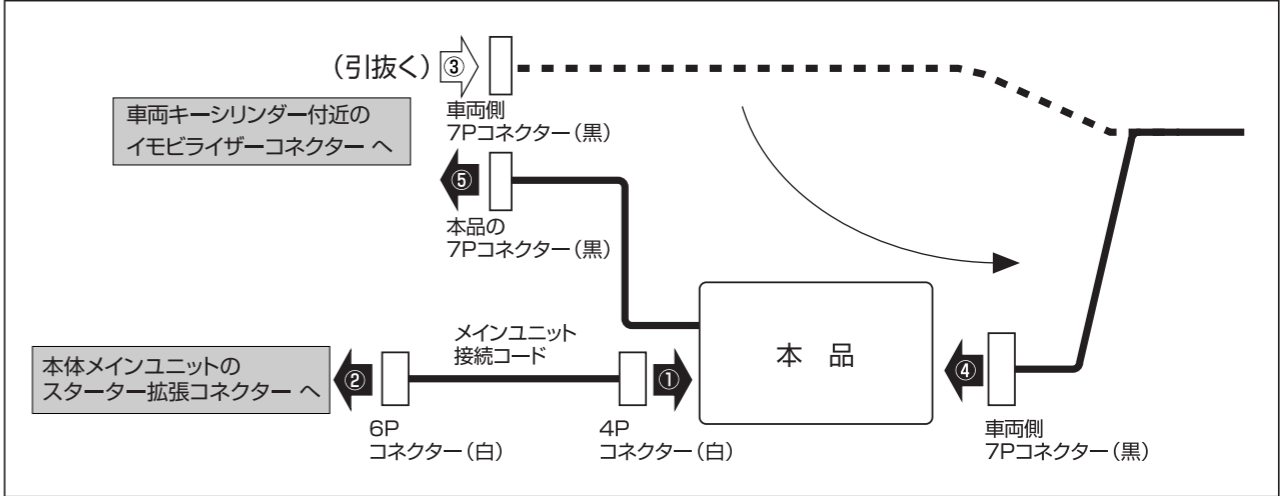 （引抜く）
③
車両側
7Pコネクター（黒）
車両キーシリンダー付近の
イモビライザーコネクター へ
⑤
本品の
7Pコネクター（黒）
メインユニット
接続コード
本体メインユニットの
スターター拡張コネクター へ
②
①
本 品
④
6P
コネクター（白）
4P
コネクター（白）
車両側
7Pコネクター（黒）